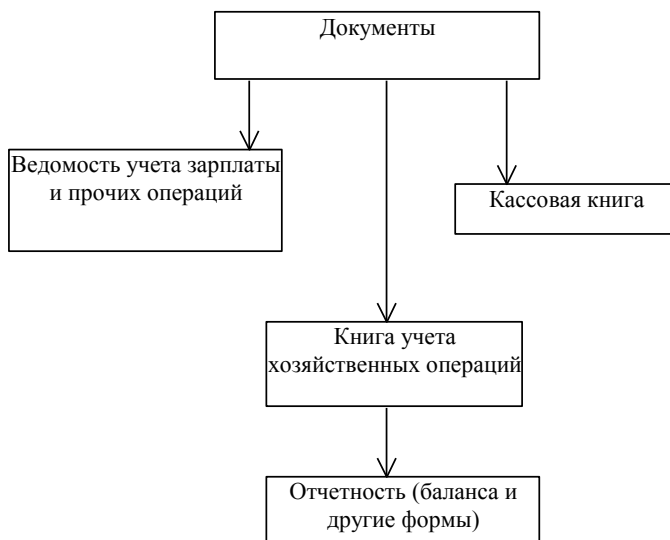 Документы
Ведомость учета зарплаты
и прочих операций
Кассовая книга
Книга учета
хозяйственных операций
Отчетность (баланса и
другие формы)